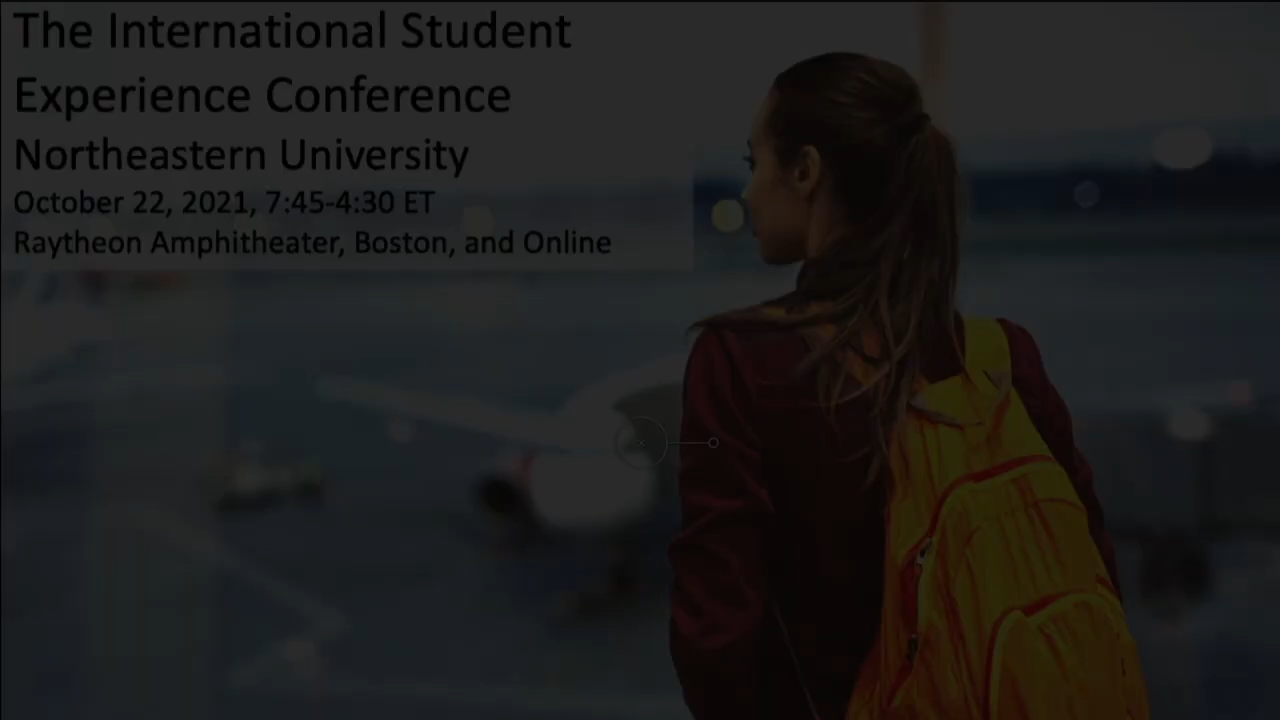 The International Student
Experience Conference
Northeastern University
October 22, 2021, 7:45-4:30 ET
Raytheon Amphitheater, Boston, and Online